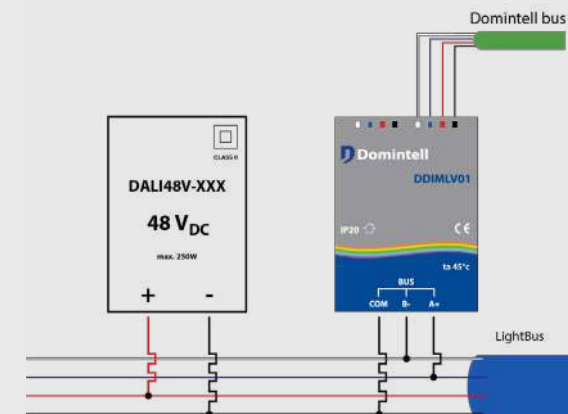 Domintell bus
CLASS II
DALI48V-XXX
48 VDC
max. 250W
+ -
Domintell
DDIMLV01
IP20 CE
ta 45°c
BUS
COM B- A+
LightBus